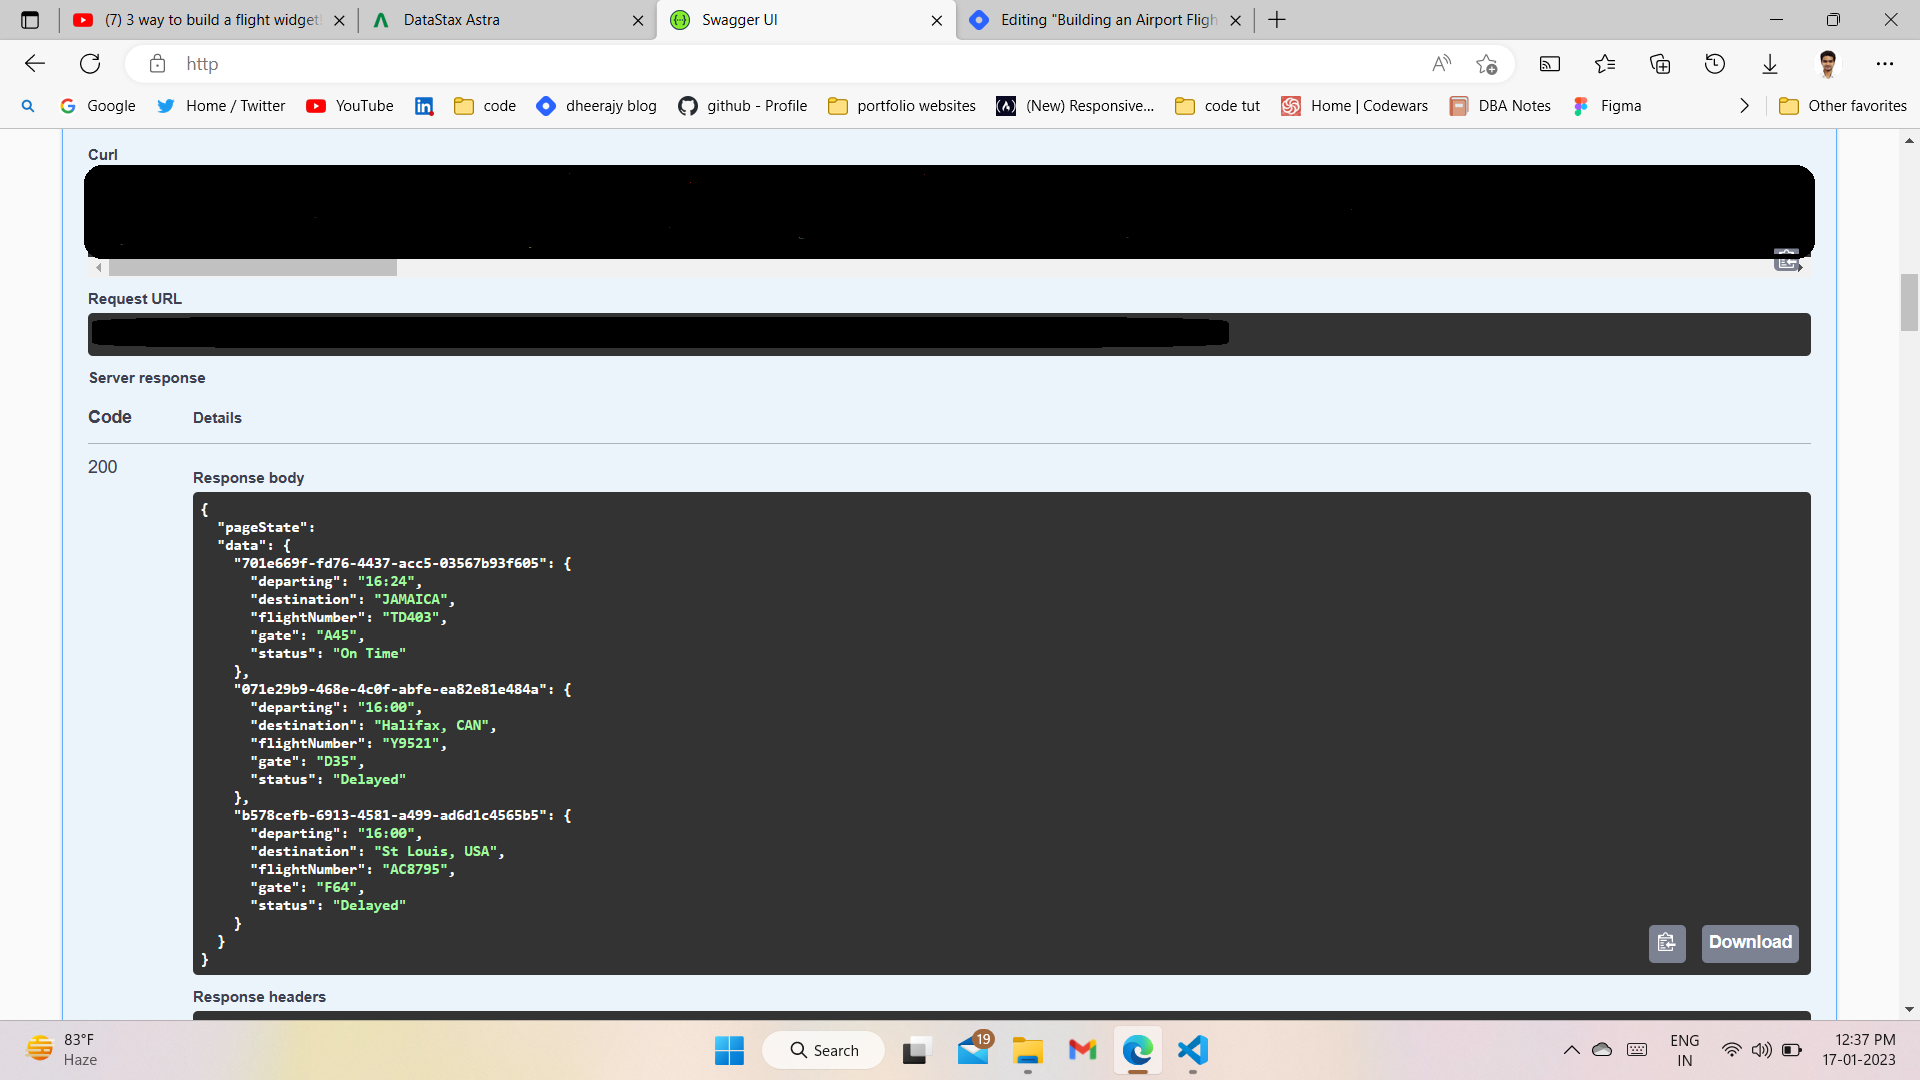 (7) 3 way to build a flight widget
DataStax Astra
Swagger UI
Editing "Building an Airport Fligh
http
Google
Home / Twitter
YouTube
code
dheerajy blog
github - Profile
portfolio websites
(New) Responsive...
code tut
Home | Codewars
DBA Notes
Figma
Other favorites
Curl
Request URL
Server response
Code Details
200
Response body
{
"pageState":
"data": {
"701e669f-fd76-4437-acc5-03567b93f605": {
"departing": "16:24",
"destination": "JAMAICA",
"flightNumber": "TD403",
"gate": "A45",
"status": "On Time"
},
"071e29b9-468e-4c0f-abfe-ea82e81e484a": {
"departing": "16:00",
"destination": "Halifax, CAN",
"flightNumber": "Y9521",
"gate": "D35",
"status": "Delayed"
},
"b578cefb-6913-4581-a499-ad6d1c4565b5": {
"departing": "16:00",
"destination": "St Louis, USA",
"flightNumber": "AC8795",
"gate": "F64",
"status": "Delayed"
}
}
}
Download
Response headers
83°F
Haze
Search
19
ENG
IN
12:37 PM
17-01-2023